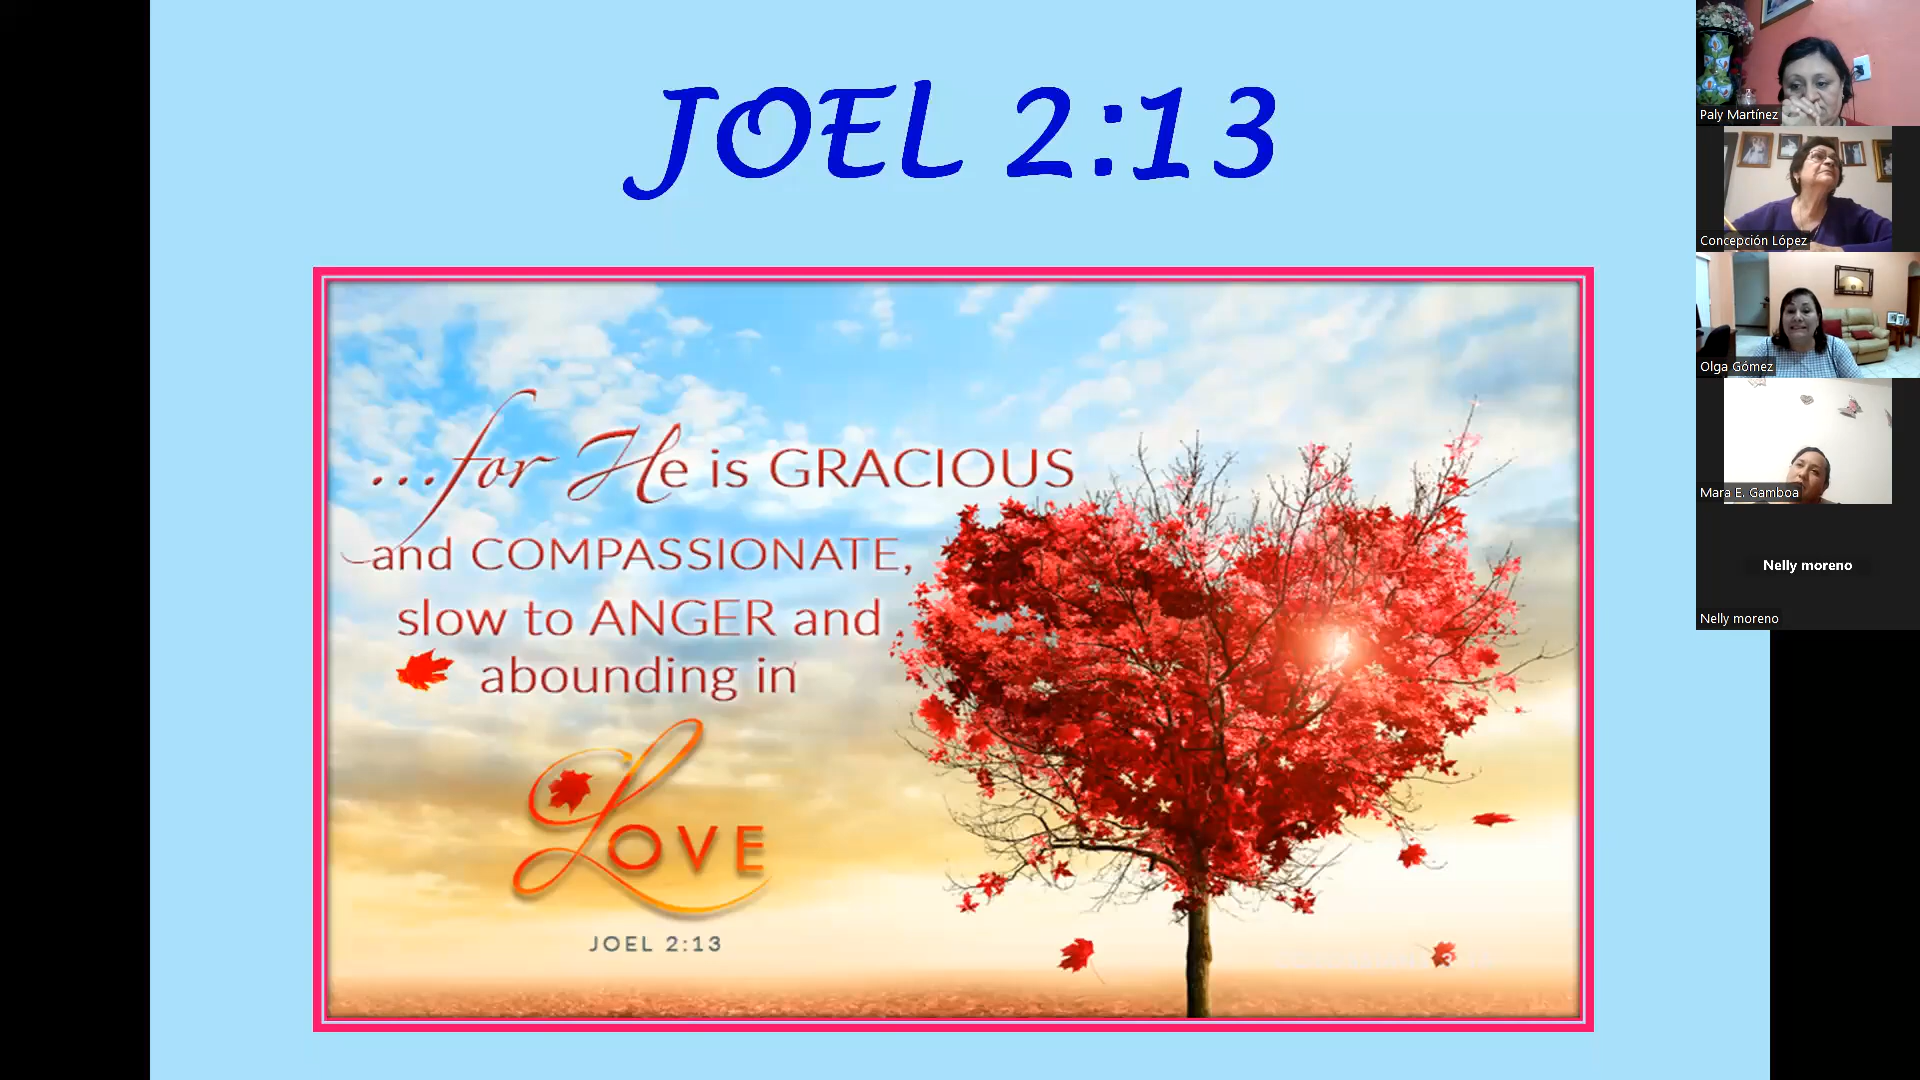 JOEL 2:13
...for He is GRACIOUS
and COMPASSIONATE,
slow to ANGER and
abounding in
LOVE
JOEL 2:13
Paly Martínez
Concepción López
Olga Gómez
Mara E. Gamboa
Nelly moreno
Nelly moreno